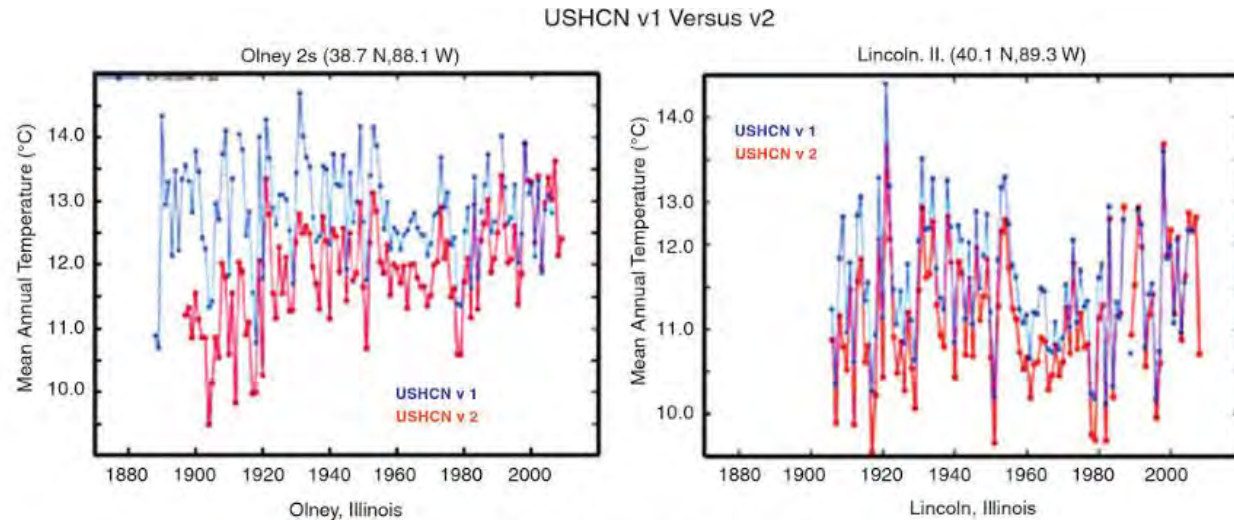 USHCN v1 Versus v2
Olney 2s (38.7 N,88.1 W)
Mean Annual Temperature (°C)
14.0
13.0
12.0
11.0
10.0
USHCN v 1
USHCN v 2
1880 1900 1920 1940 1960 1980 2000
Olney, Illinois
Lincoln. Il. (40.1 N,89.3 W)
Mean Annual Temperature (°C)
14.0
13.0
12.0
11.0
10.0
USHCN v 1
USHCN v 2
1880 1900 1920 1940 1960 1980 2000
Lincoln, Illinois